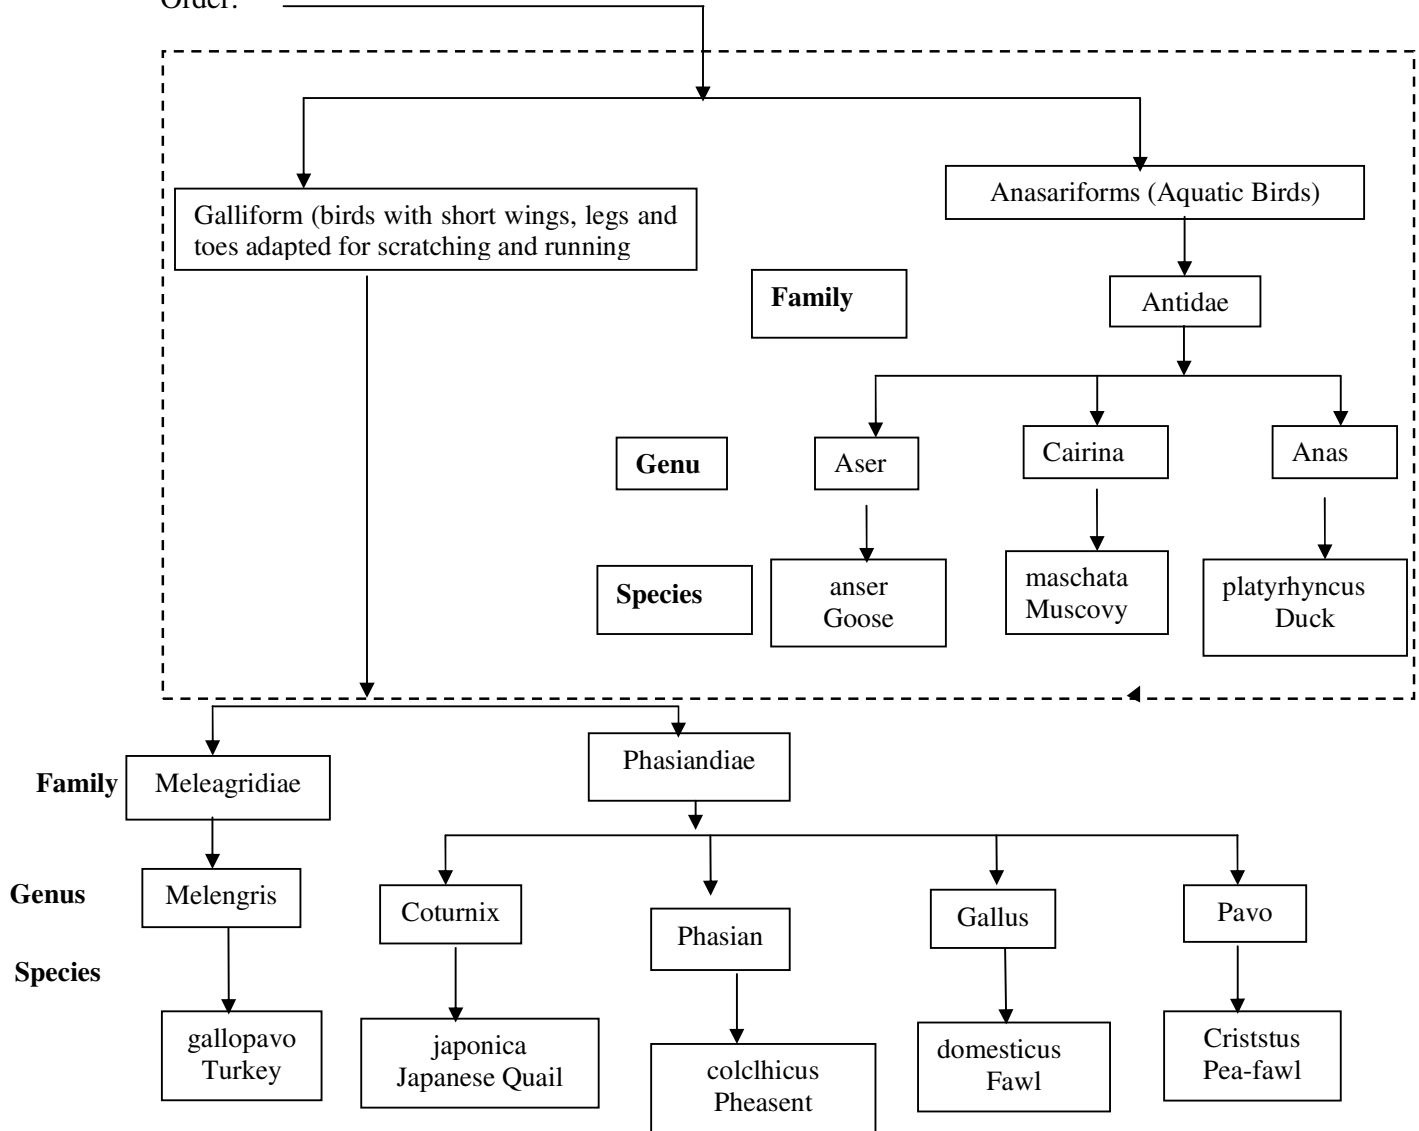 Order:
Anasariforms (Aquatic Birds)
Galliform (birds with short wings, legs and
toes adapted for scratching and running
Family
Antidae
Genu
Aser
Cairina
Anas
Species
anser
Goose
maschata
Muscovy
platyrhyncus
Duck
Family
Meleagridiae
Phasiandiae
Genus
Melengris
Coturnix
Phasian
Gallus
Pavo
Species
gallopavo
Turkey
japonica
Japanese Quail
colclhicus
Pheasent
domesticus
Fawl
Criststus
Pea-fawl